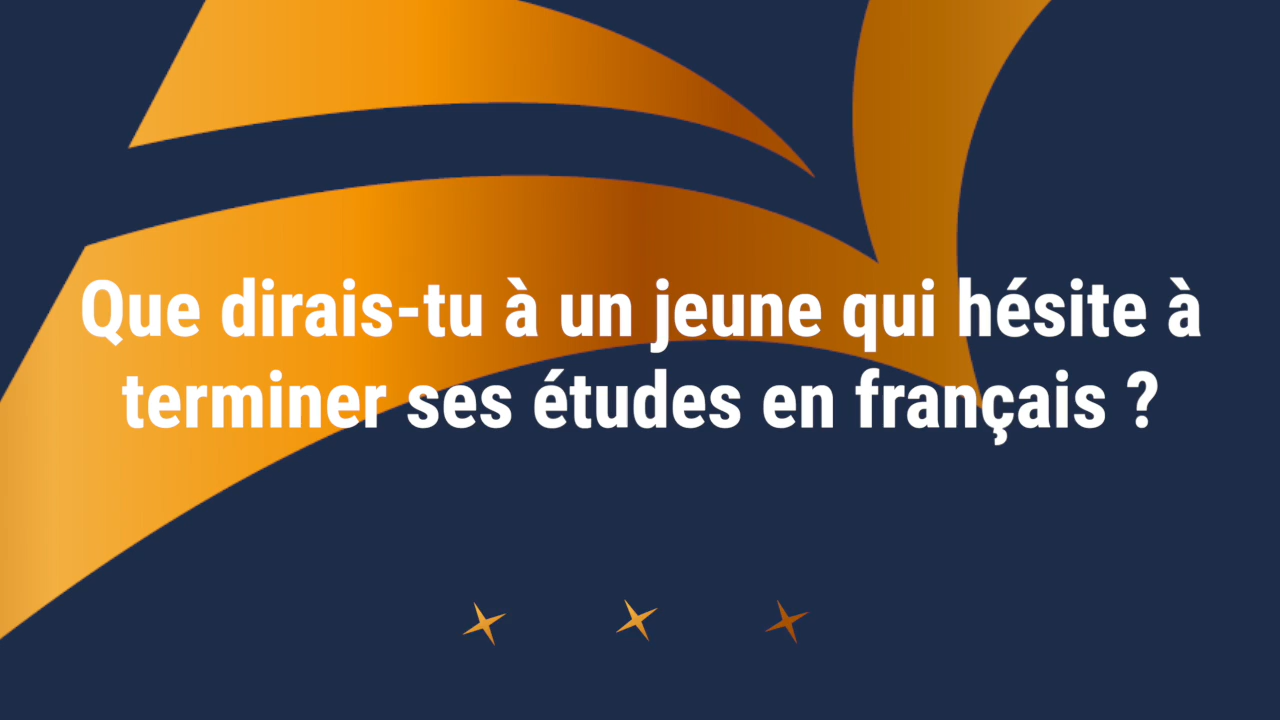 Que dirais-tu à un jeune qui hésite à
terminer ses études en français ?